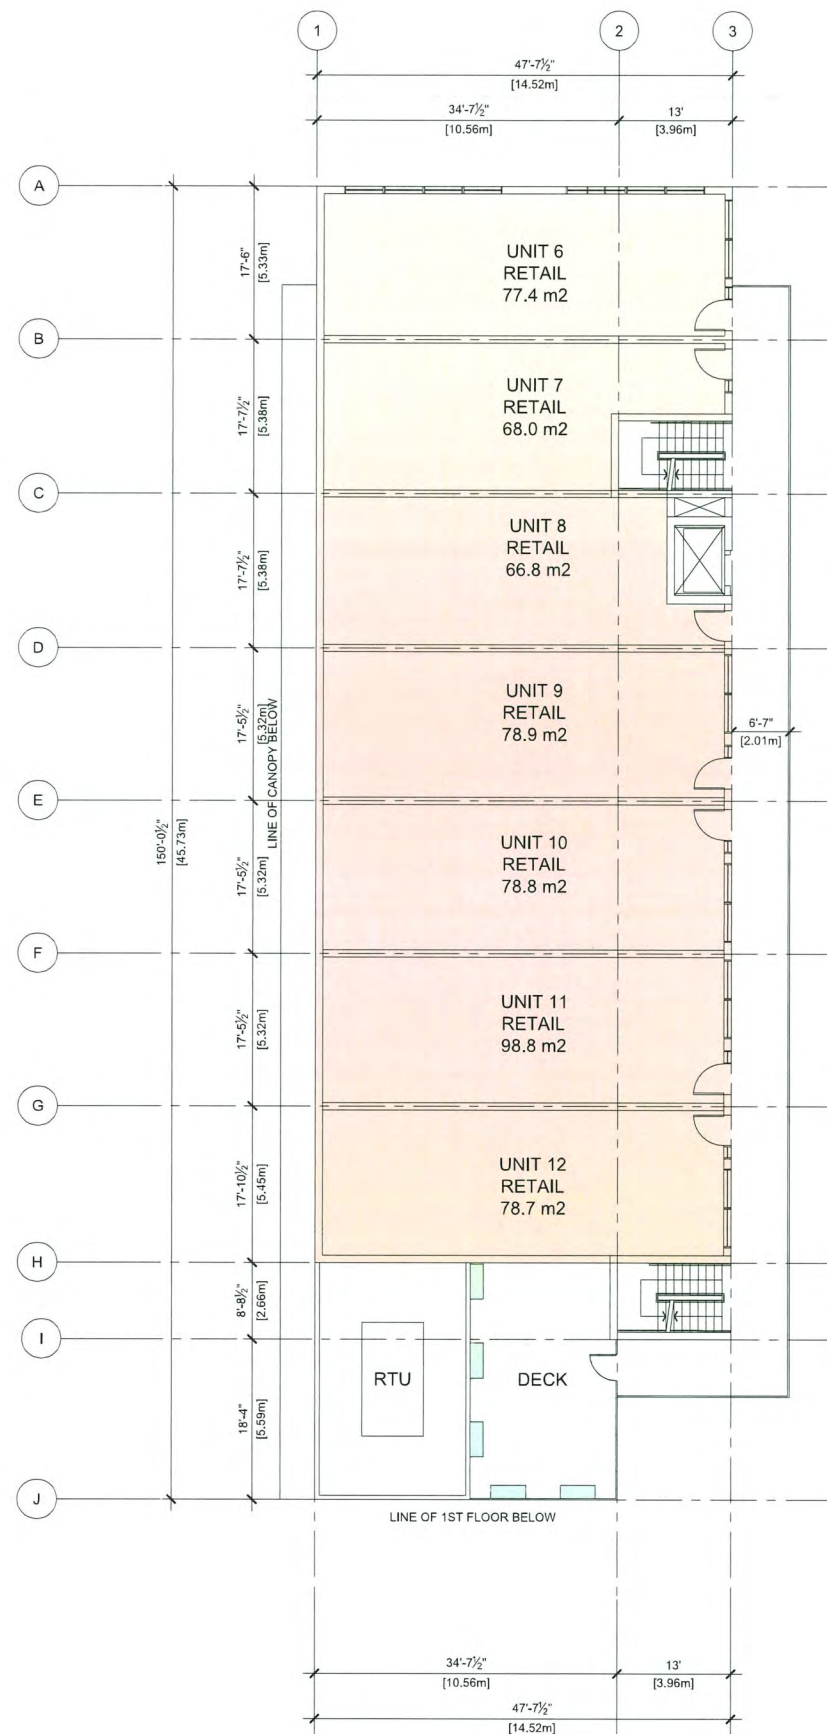 1
2
3
47'-7½"
[14.52m]
34'-7½"
13'
[10.56m]
[3.96m]
A
17'-6"
[5.33m]
UNIT 6
RETAIL
77.4 m2
B
17'-7½"
[5.38m]
UNIT 7
RETAIL
68.0 m2
C
17'-7½"
[5.38m]
UNIT 8
RETAIL
66.8 m2
D
17'-5½"
[5.32m]
UNIT 9
RETAIL
78.9 m2
6'-7"
[2.01m]
LINE OF CANOPY BELOW
E
150'-0½"
[45.73m]
17'-5½"
[5.32m]
UNIT 10
RETAIL
78.8 m2
F
17'-5½"
[5.32m]
UNIT 11
RETAIL
98.8 m2
G
17'-10½"
[5.45m]
UNIT 12
RETAIL
78.7 m2
H
8'-8½"
[2.66m]
I
18'-4"
[5.59m]
RTU
DECK
J
LINE OF 1ST FLOOR BELOW
34'-7½"
13'
[10.56m]
[3.96m]
47'-7½"
[14.52m]